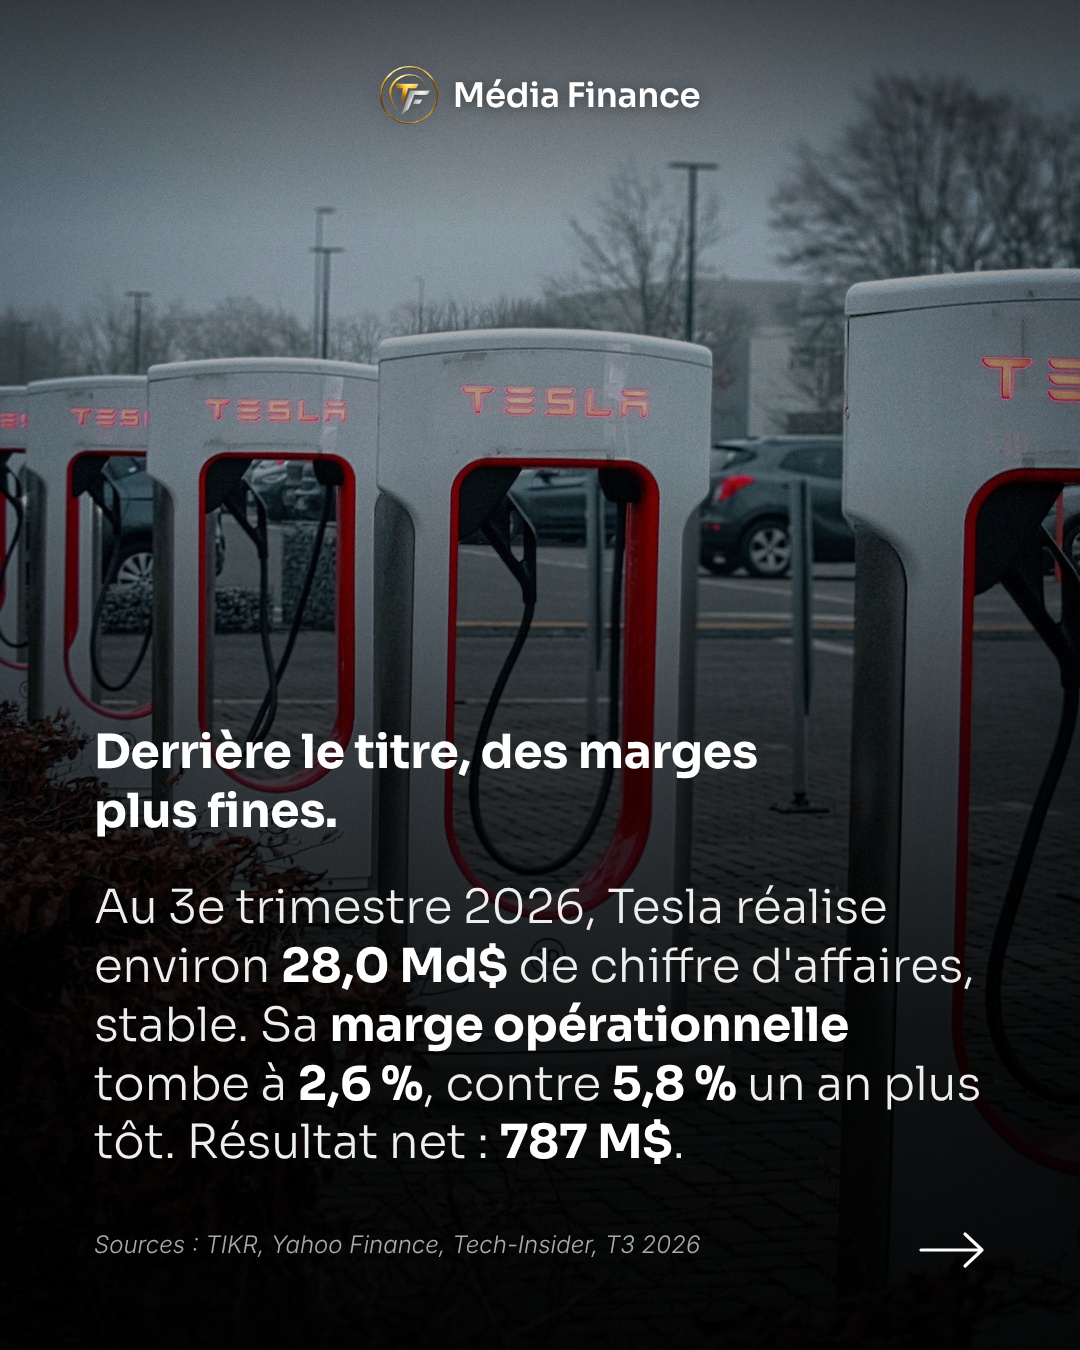 TF Média Finance
TESLA
TESLA
TESLA
Derrière le titre, des marges
plus fines.
Au 3e trimestre 2026, Tesla réalise
environ 28,0 Md$ de chiffre d'affaires,
stable. Sa marge opérationnelle
tombe à 2,6 %, contre 5,8 % un an plus
tôt. Résultat net : 787 M$.
Sources : TIKR, Yahoo Finance, Tech-Insider, T3 2026